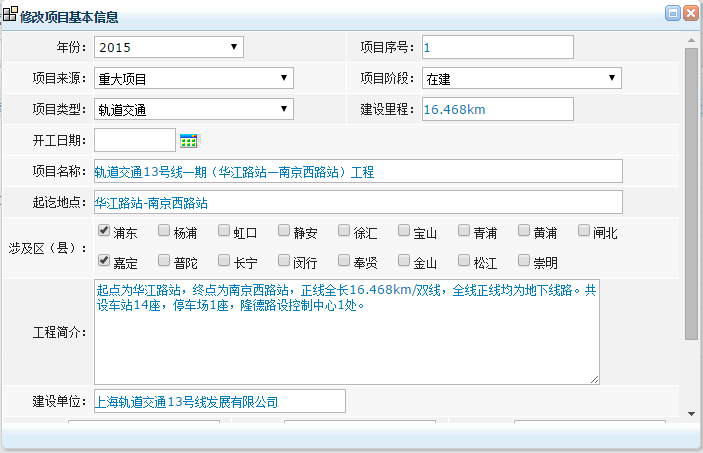 修改项目基本信息
年份： 2015 项目序号： 1
项目来源： 重大项目 项目阶段： 在建
项目类型： 轨道交通 建设里程： 16.468km
开工日期：
项目名称： 轨道交通13号线一期（华江路站—南京西路站）工程
起讫地点： 华江路站-南京西路站
涉及区（县）： 浦东 杨浦 虹口 静安 徐汇 宝山 青浦 黄浦 闸北
嘉定 普陀 长宁 闵行 奉贤 金山 松江 崇明
工程简介： 起点为华江路站，终点为南京西路站，正线全长16.468km/双线，全线正线均为地下线路。共
设车站14座，停车场1座，隆德路设控制中心1处。
建设单位： 上海轨道交通13号线发展有限公司